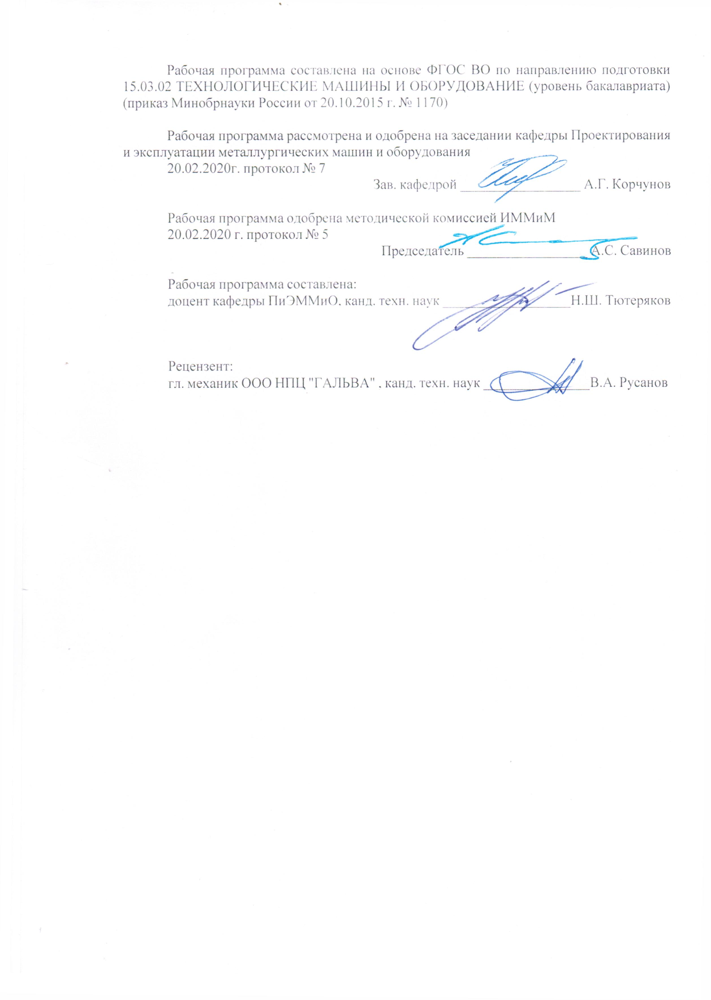 Рабочая программа составлена на основе ФГОС ВО по направлению подготовки
15.03.02 ТЕХНОЛОГИЧЕСКИЕ МАШИНЫ И ОБОРУДОВАНИЕ (уровень бакалавриата)
(приказ Минобрнауки России от 20.10.2015 г. № 1170)
Рабочая программа рассмотрена и одобрена на заседании кафедры Проектирования
и эксплуатации металлургических машин и оборудования
20.02.2020г. протокол № 7
Зав. кафедрой ____________________ А.Г. Корчунов
Рабочая программа одобрена методической комиссией ИММиМ
20.02.2020 г. протокол № 5
Председатель ____________________ А.С. Савинов
Рабочая программа составлена:
доцент кафедры ПиЭММиО, канд. техн. наук ____________________Н.Ш. Тютеряков
Рецензент:
гл. механик ООО НПЦ "ГАЛЬВА" , канд. техн. наук ____________________В.А. Русанов